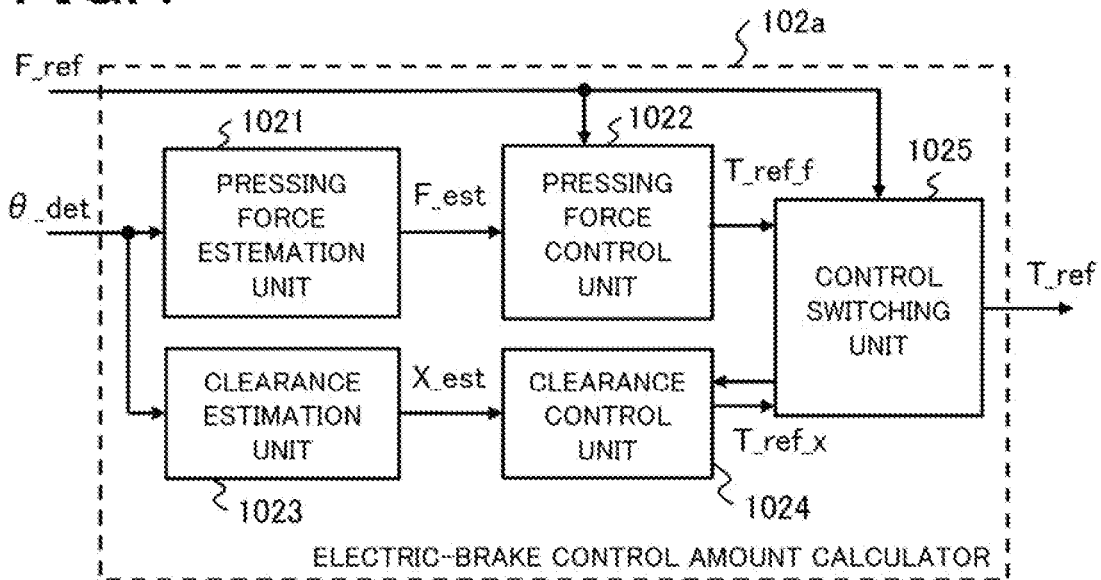 102a
F_ref
1021
1022
1025
θ_det
PRESSING
FORCE
ESTEMATION
UNIT
F_est
PRESSING
FORCE
CONTROL
UNIT
T_ref_f
CONTROL
SWITCHING
UNIT
T_ref
CLEARANCE
ESTIMATION
UNIT
X_est
CLEARANCE
CONTROL
UNIT
T_ref_x
1023
1024
ELECTRIC-BRAKE CONTROL AMOUNT CALCULATOR